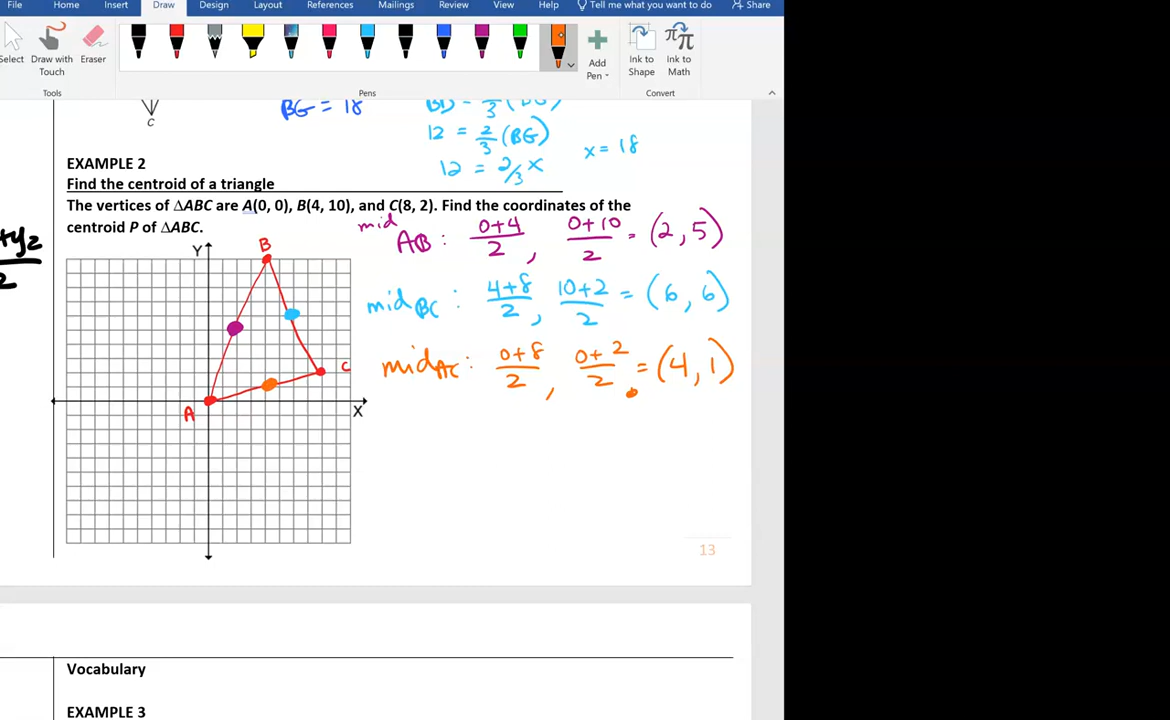 File Home Insert Draw Design Layout References Mailings Review View Help Tell me what you want to do Share
Select Draw with Touch Eraser Add Pen Ink to Shape Ink to Math
Tools Pens Convert
C
BG = 18
12 = 2/3 (BG)
12 = 2/3 x
x = 18
EXAMPLE 2
Find the centroid of a triangle
The vertices of ∆ABC are A(0, 0), B(4, 10), and C(8, 2). Find the coordinates of the
centroid P of ∆ABC.
+y2
2
mid AB: 0+4/2, 0+10/2 = (2, 5)
mid BC: 4+8/2, 10+2/2 = (6, 6)
mid AC: 0+8/2, 0+2/2 = (4, 1)
Y
B
C
A
X
13
Vocabulary
EXAMPLE 3